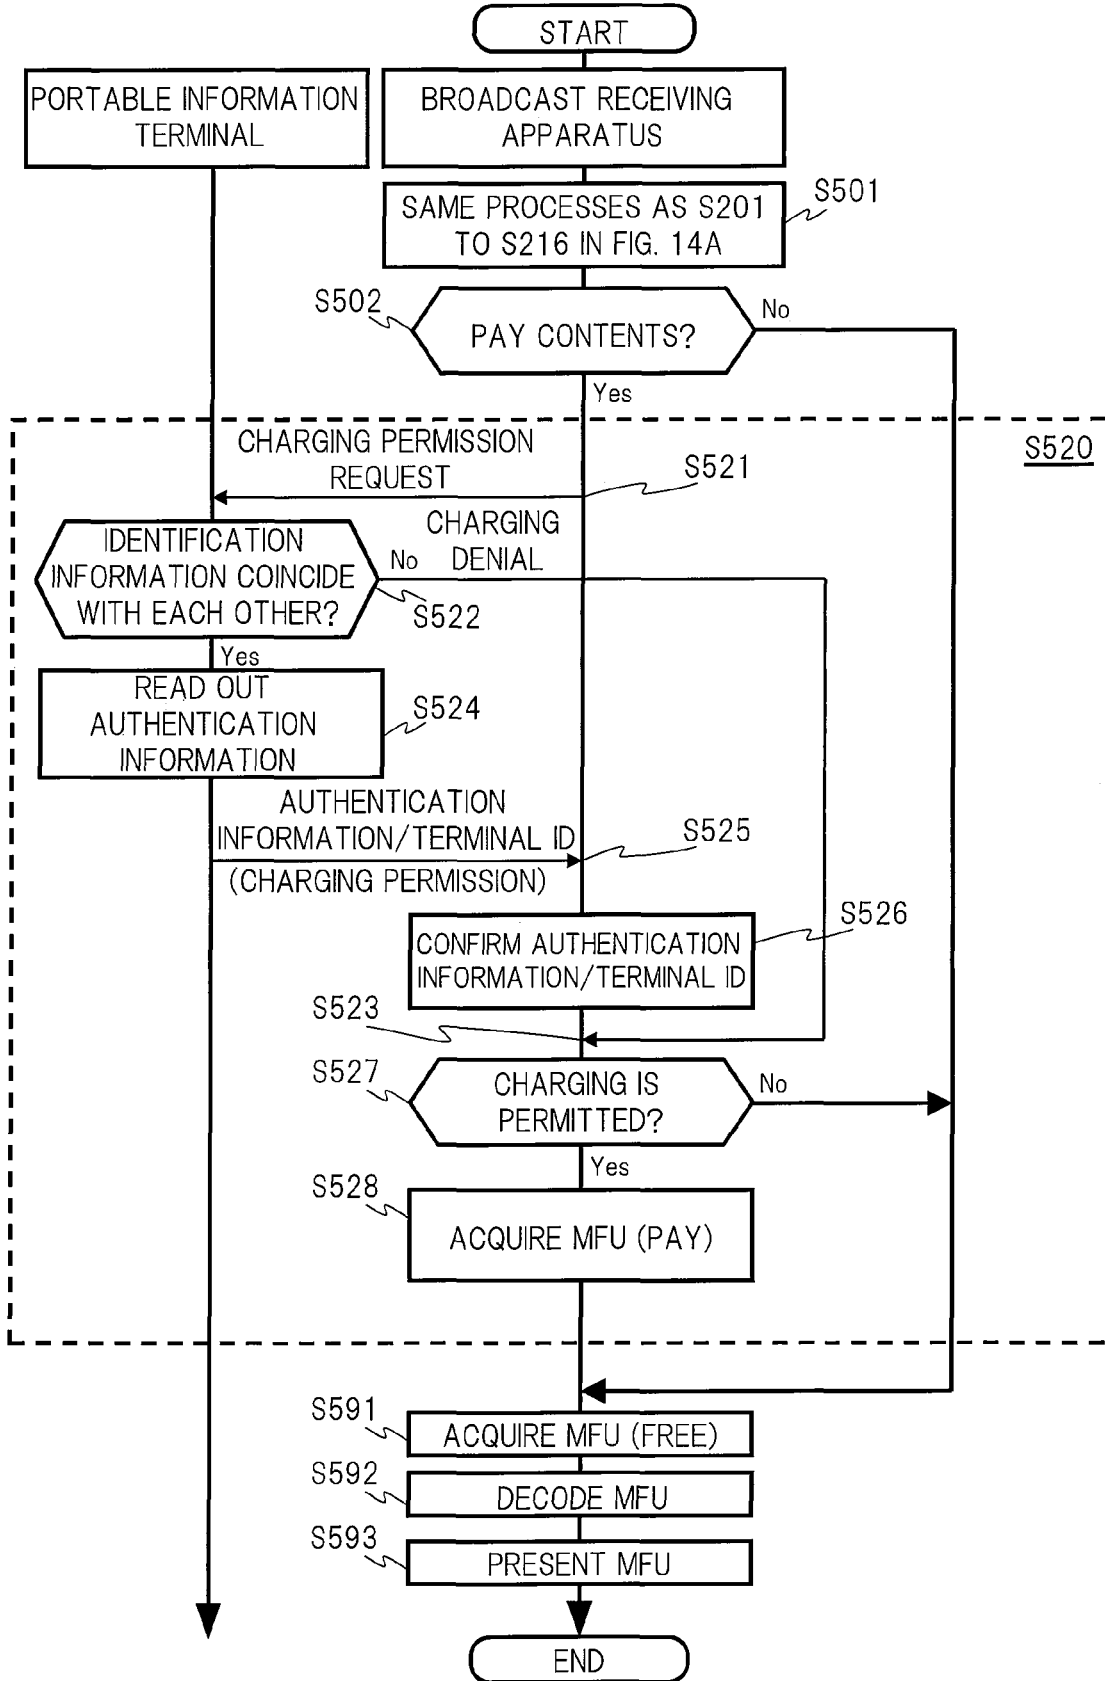 START
PORTABLE INFORMATION
TERMINAL
BROADCAST RECEIVING
APPARATUS
SAME PROCESSES AS S201
TO S216 IN FIG. 14A
S501
S502
PAY CONTENTS?
No
Yes
S520
CHARGING PERMISSION
REQUEST
S521
IDENTIFICATION
INFORMATION COINCIDE
WITH EACH OTHER?
No
CHARGING
DENIAL
S522
Yes
READ OUT
AUTHENTICATION
INFORMATION
S524
AUTHENTICATION
INFORMATION/TERMINAL ID
(CHARGING PERMISSION)
S525
CONFIRM AUTHENTICATION
INFORMATION/TERMINAL ID
S526
S523
S527
CHARGING IS
PERMITTED?
No
Yes
S528
ACQUIRE MFU (PAY)
S591
ACQUIRE MFU (FREE)
S592
DECODE MFU
S593
PRESENT MFU
END